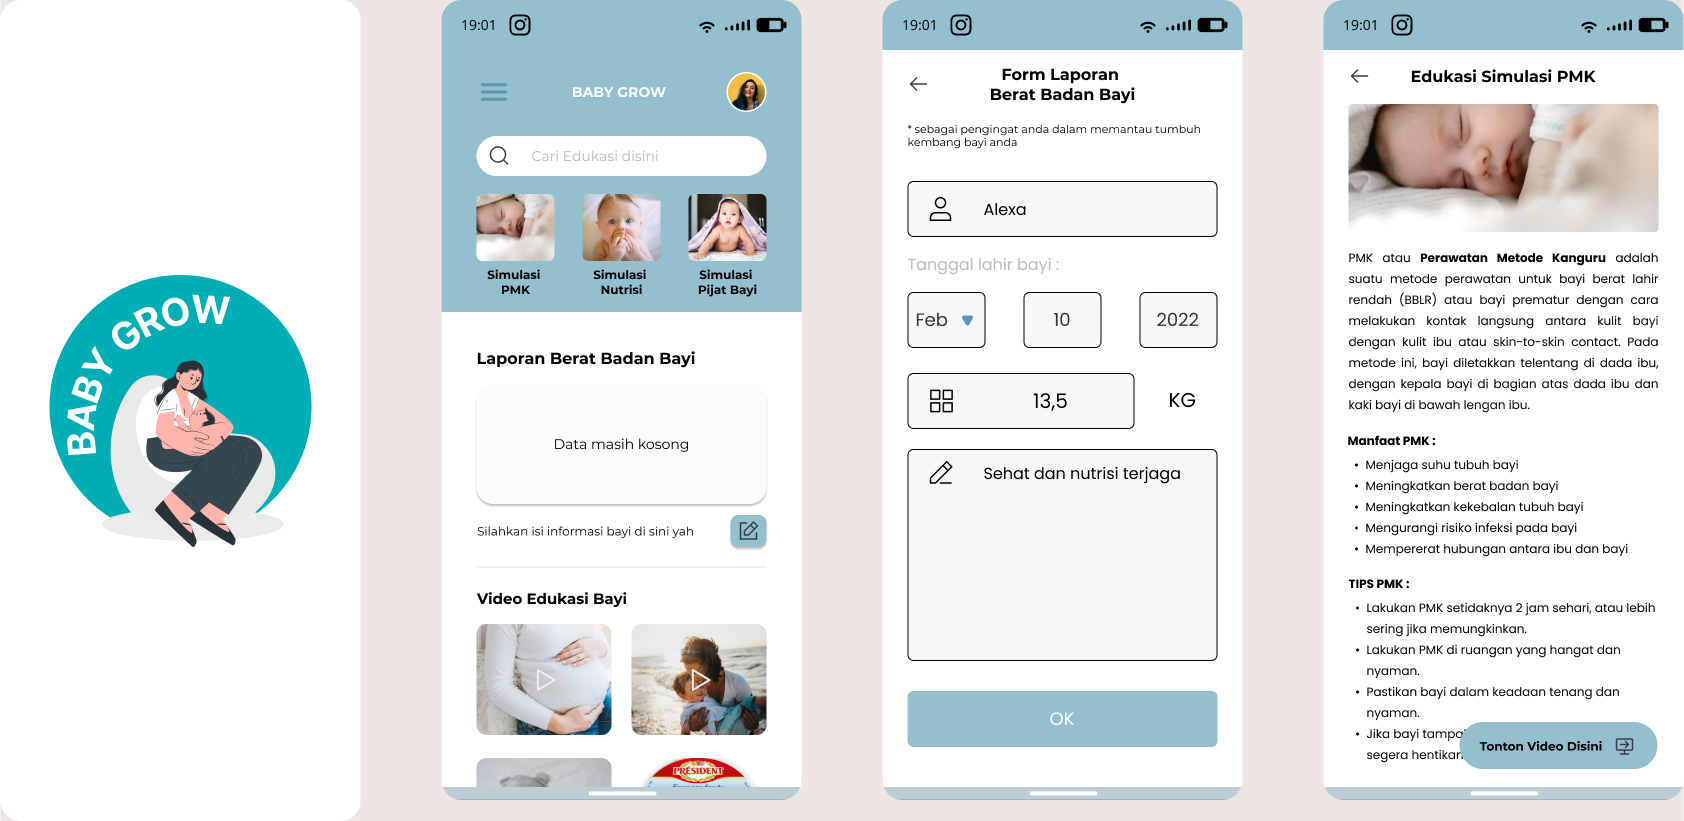 BABY GROW
19:01
BABY GROW
Cari Edukasi disini
Simulasi
PMK
Simulasi
Nutrisi
Simulasi
Pijat Bayi
Laporan Berat Badan Bayi
Data masih kosong
Silahkan isi informasi bayi di sini yah
Video Edukasi Bayi
PRÉSIDENT
19:01
Form Laporan
Berat Badan Bayi
* sebagai pengingat anda dalam memantau tumbuh
kembang bayi anda
Alexa
Tanggal lahir bayi :
Feb
10
2022
13,5
KG
Sehat dan nutrisi terjaga
OK
19:01
Edukasi Simulasi PMK
PMK atau Perawatan Metode Kanguru adalah
suatu metode perawatan untuk bayi berat lahir
rendah (BBLR) atau bayi prematur dengan cara
melakukan kontak langsung antara kulit bayi
dengan kulit ibu atau skin-to-skin contact. Pada
metode ini, bayi diletakkan telentang di dada ibu,
dengan kepala bayi di bagian atas dada ibu dan
kaki bayi di bawah lengan ibu.
Manfaat PMK :
• Menjaga suhu tubuh bayi
• Meningkatkan berat badan bayi
• Meningkatkan kekebalan tubuh bayi
• Mengurangi risiko infeksi pada bayi
• Mempererat hubungan antara ibu dan bayi
TIPS PMK :
• Lakukan PMK setidaknya 2 jam sehari, atau lebih
sering jika memungkinkan.
• Lakukan PMK di ruangan yang hangat dan
nyaman.
• Pastikan bayi dalam keadaan tenang dan
nyaman.
• Jika bayi tampa
segera hentikan
Tonton Video Disini